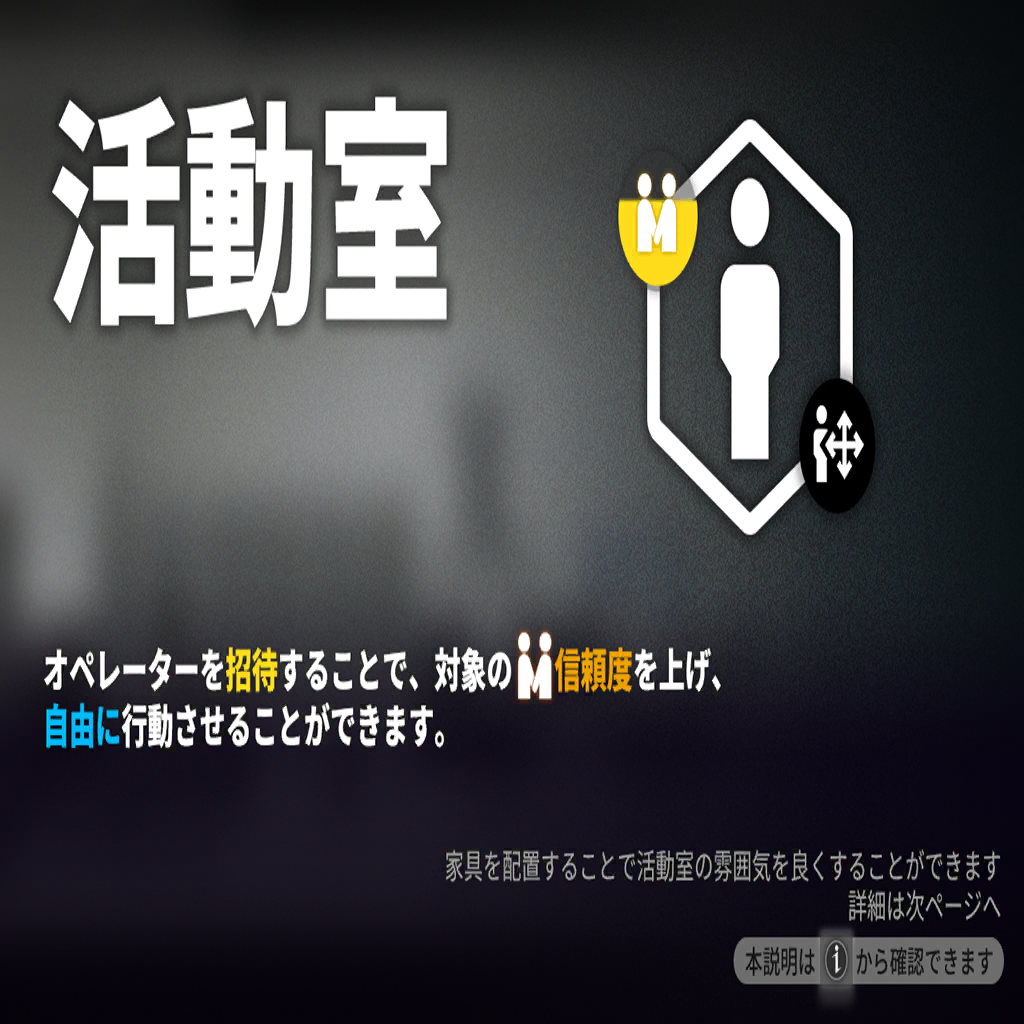 活動室
オペレーターを招待することで、対象の信頼度を上げ、
自由に行動させることができます。
家具を配置することで活動室の雰囲気を良くすることができます
詳細は次ページへ
本説明は i から確認できます